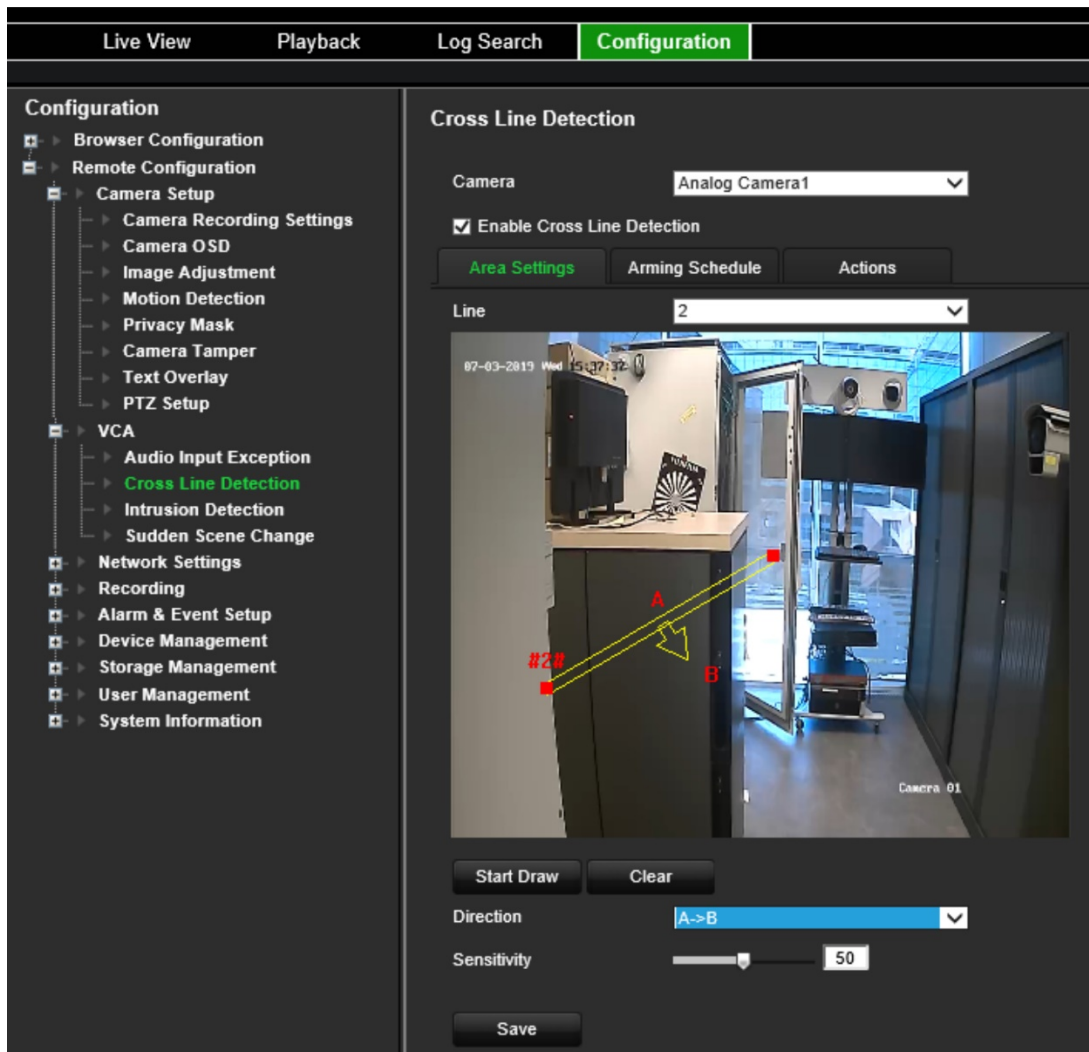 Live View Playback Log Search Configuration
Configuration
Browser Configuration
Remote Configuration
Camera Setup
Camera Recording Settings
Camera OSD
Image Adjustment
Motion Detection
Privacy Mask
Camera Tamper
Text Overlay
PTZ Setup
VCA
Audio Input Exception
Cross Line Detection
Intrusion Detection
Sudden Scene Change
Network Settings
Recording
Alarm & Event Setup
Device Management
Storage Management
User Management
System Information
Cross Line Detection
Camera Analog Camera1
Enable Cross Line Detection
Area Settings Arming Schedule Actions
Line 2
07-03-2019 Wed 15:37:37
A
#2#
B
Camera 01
Start Draw Clear
Direction A->B
Sensitivity 50
Save